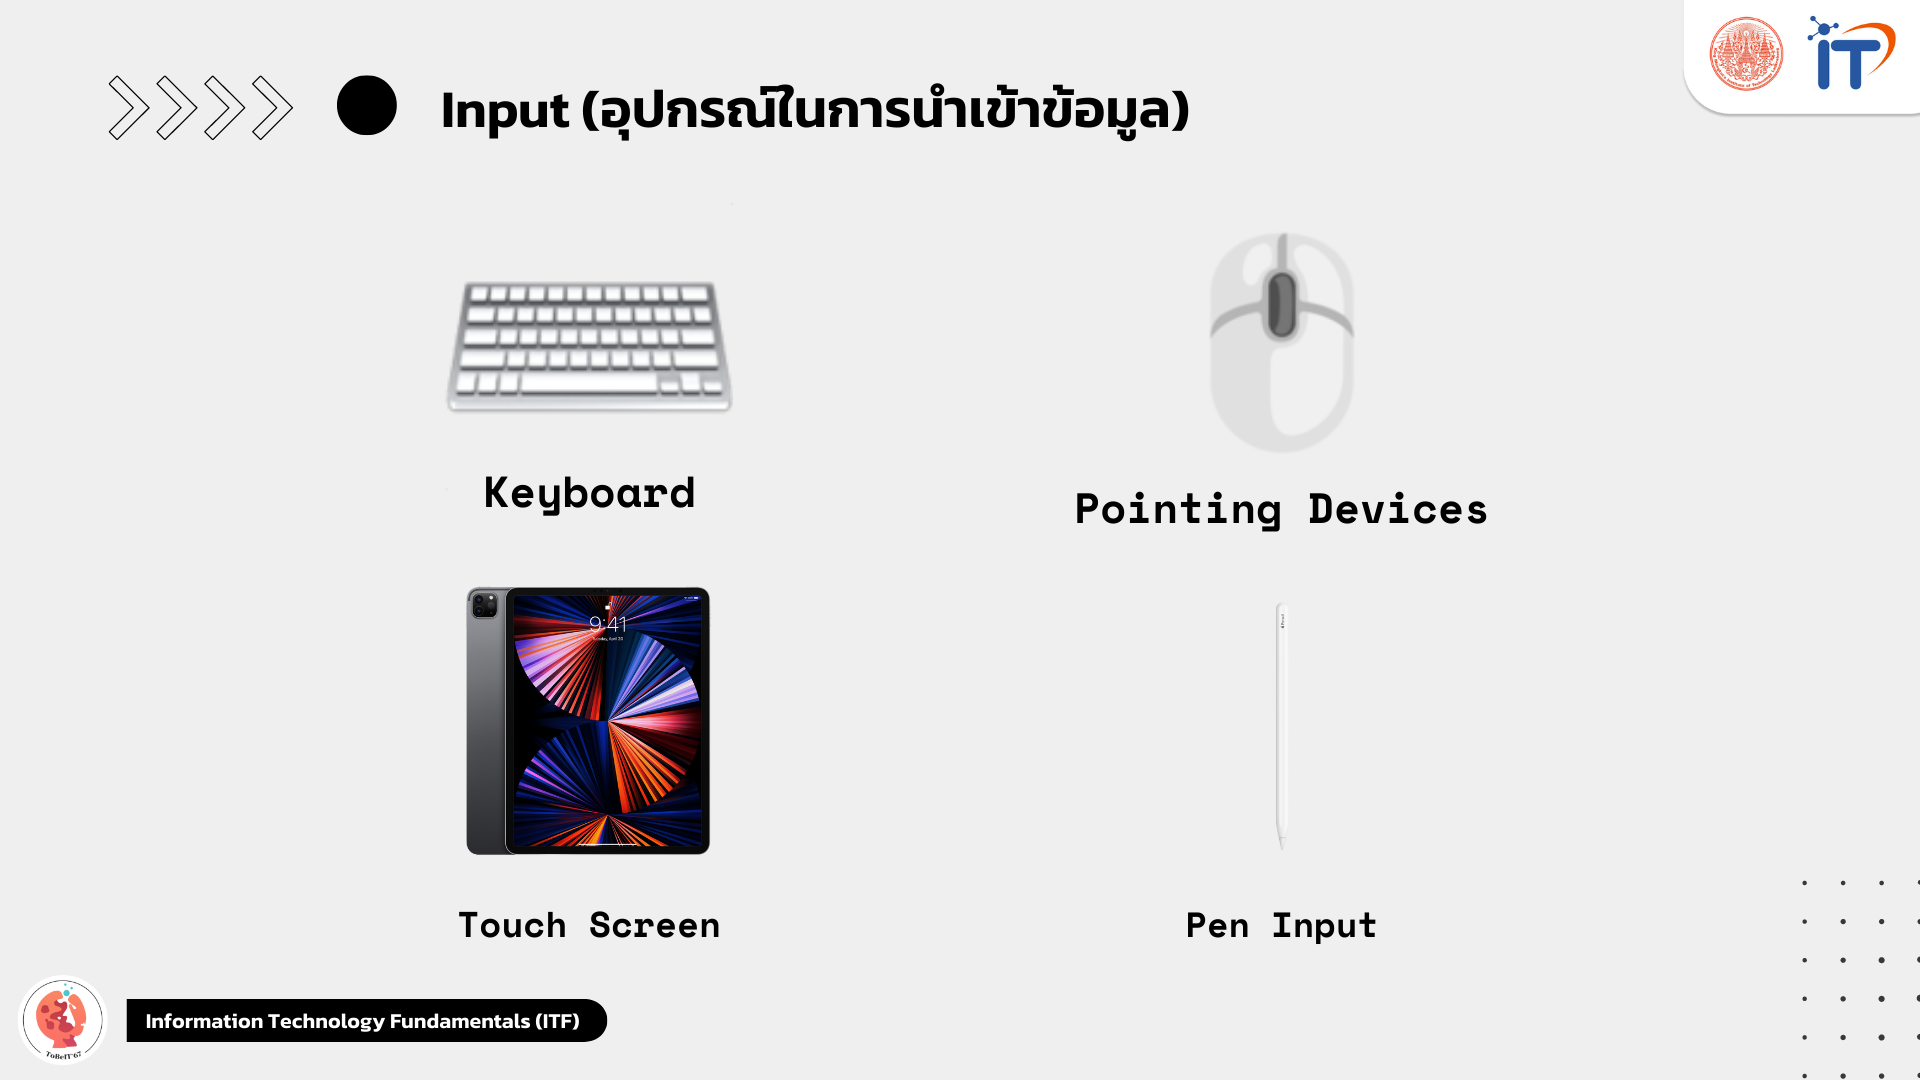 Input (อุปกรณ์ในการนำเข้าข้อมูล)
iT
Keyboard
Pointing Devices
9:41
Touch Screen
Pen Input
ToBeIT'67
Information Technology Fundamentals (ITF)